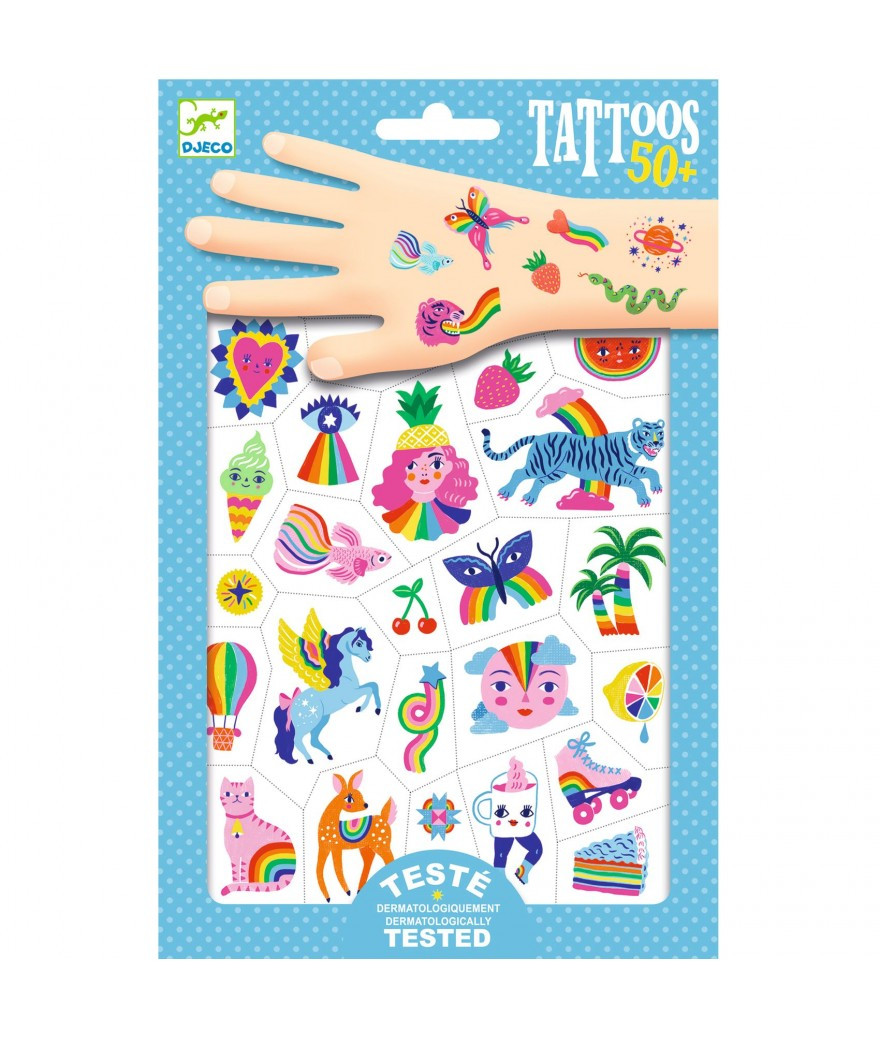 DJECO
TATTOOS
50+
TESTÉ
DERMATOLOGIQUEMENT
DERMATOLOGICALLY
TESTED